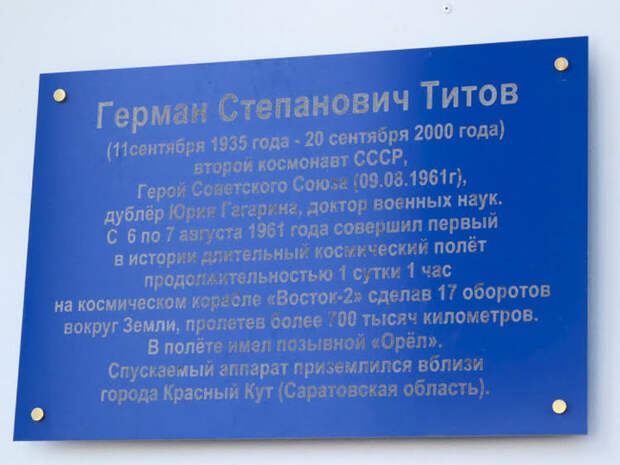 Герман Степанович Титов
(11сентября 1935 года - 20 сентября 2000 года)
второй космонавт СССР,
Герой Советского Союза (09.08.1961г),
дублёр Юрия Гагарина, доктор военных наук.
С 6 по 7 августа 1961 года совершил первый
в истории длительный космический полёт
продолжительностью 1 сутки 1 час
на космическом корабле «Восток-2» сделав 17 оборотов
вокруг Земли, пролетев более 700 тысяч километров.
В полёте имел позывной «Орёл».
Спускаемый аппарат приземлился вблизи
города Красный Кут (Саратовская область).